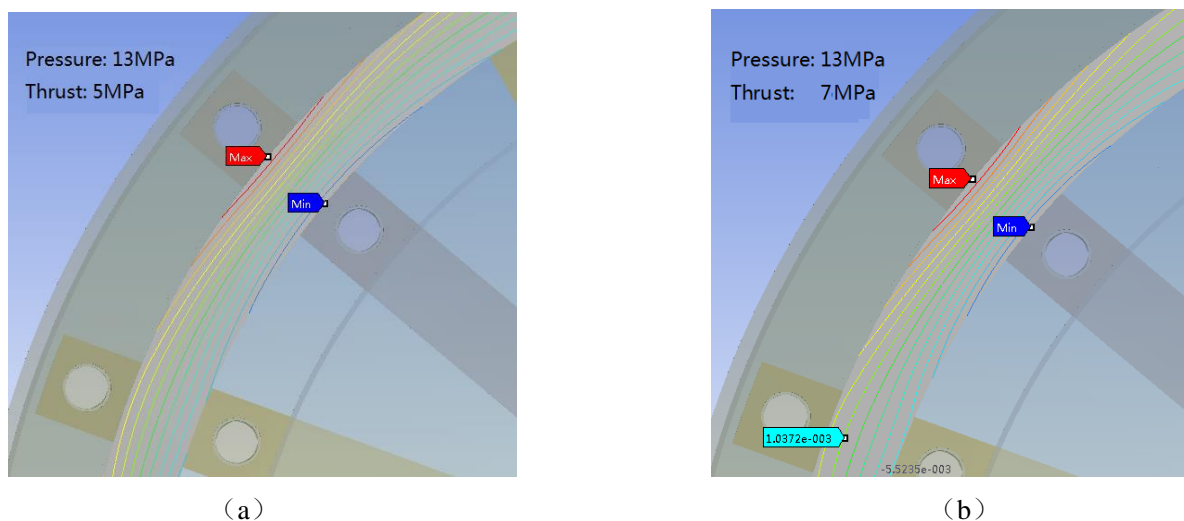 Pressure: 13MPa
Thrust: 5MPa
Max
Min
（a）
Pressure: 13MPa
Thrust: 7MPa
Max
Min
1.0372e-003
-5.5235e-003
（b）